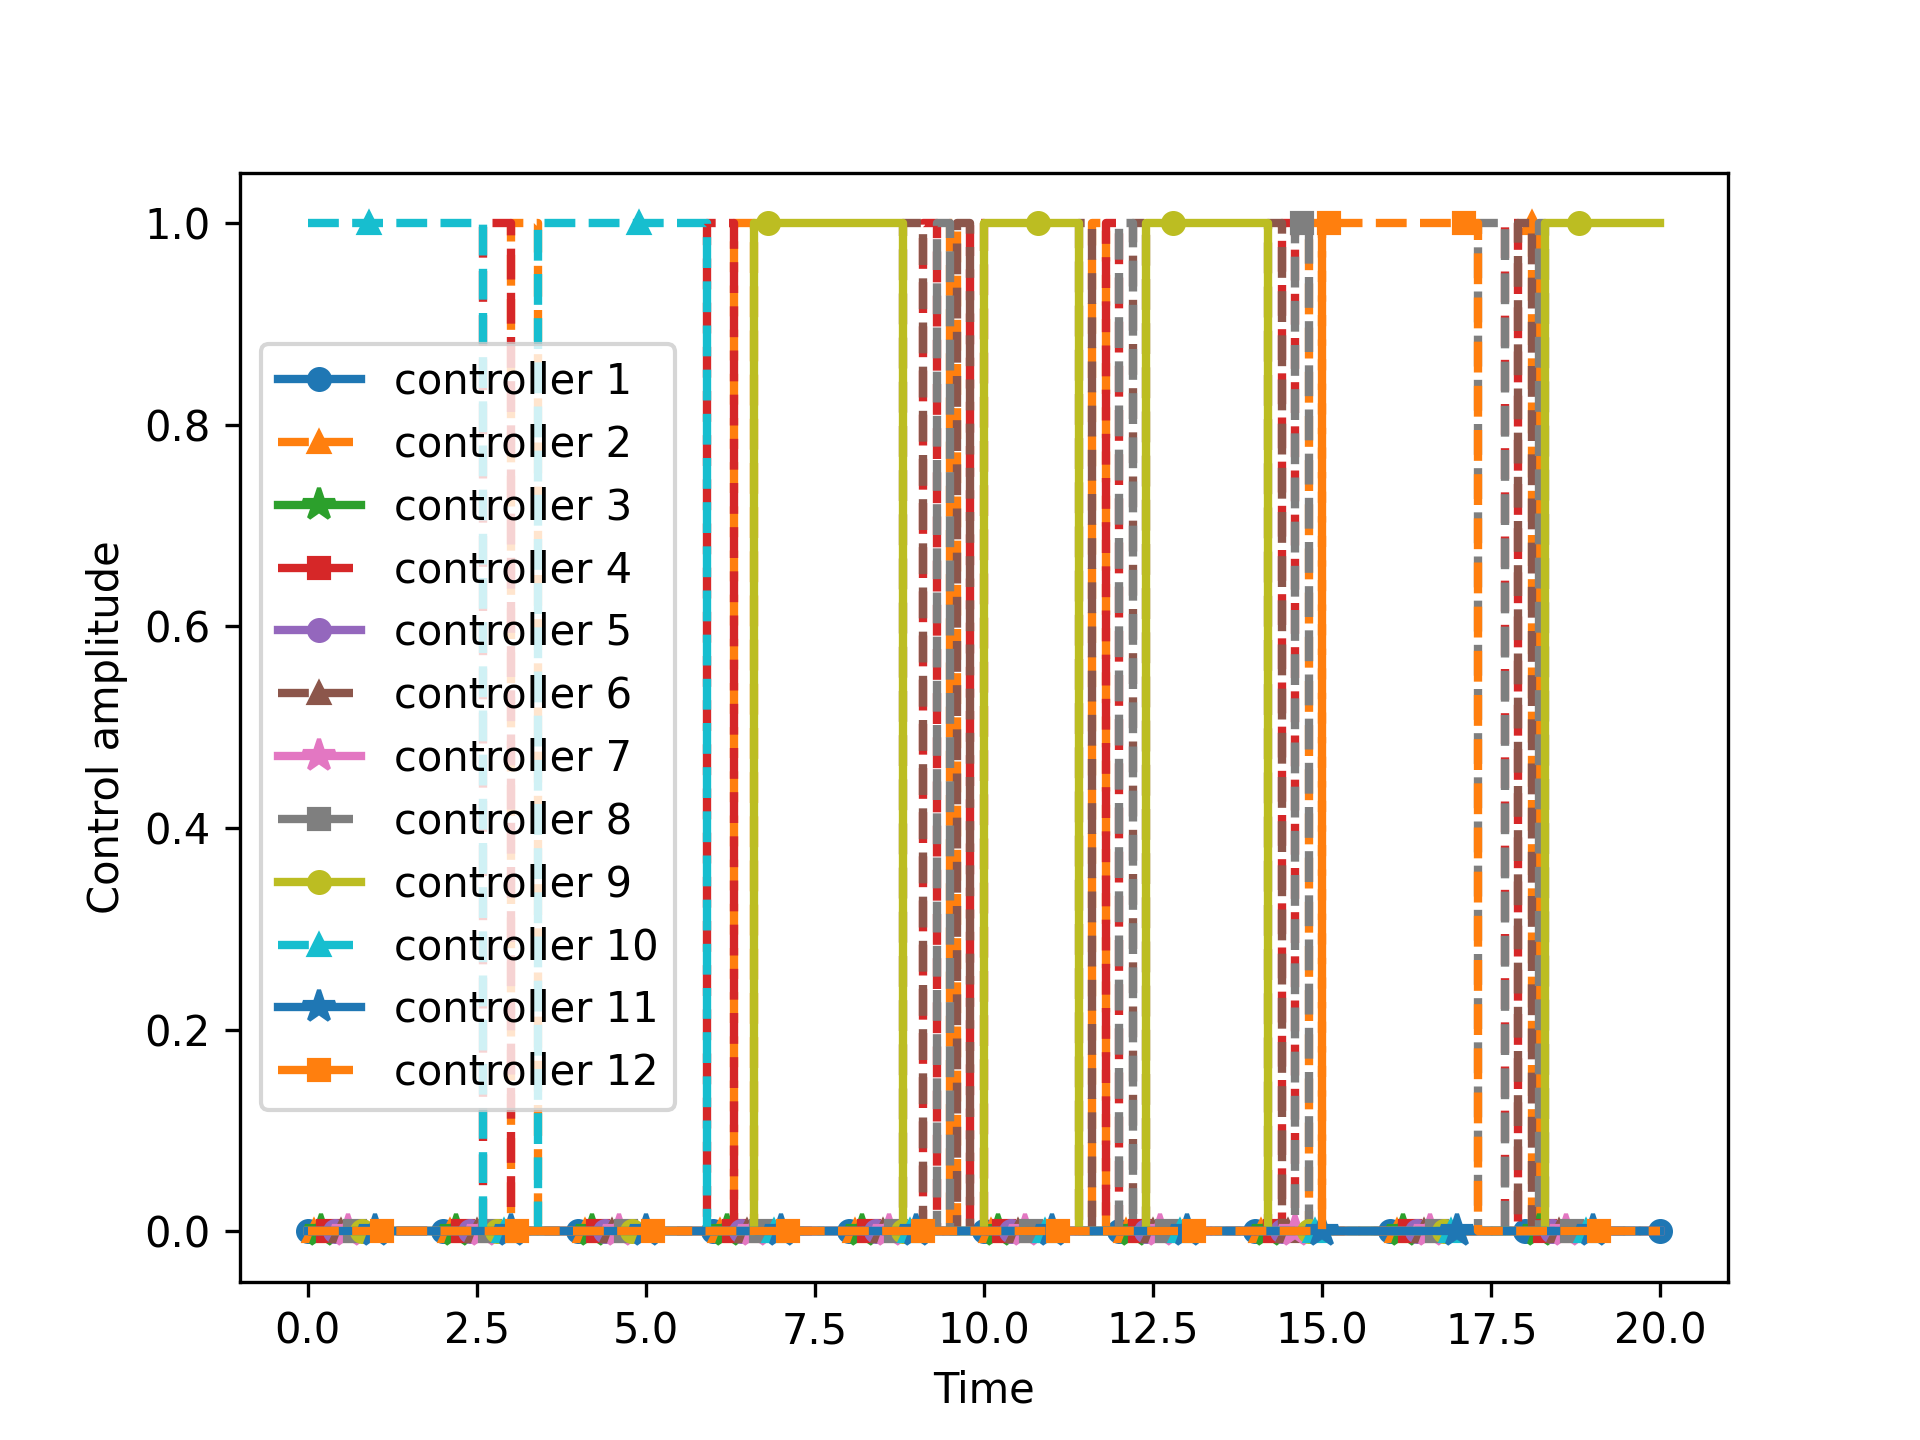 1.0
0.8
0.6
0.4
0.2
0.0
Control amplitude
controller 1
controller 2
controller 3
controller 4
controller 5
controller 6
controller 7
controller 8
controller 9
controller 10
controller 11
controller 12
0.0 2.5 5.0 7.5 10.0 12.5 15.0 17.5 20.0
Time